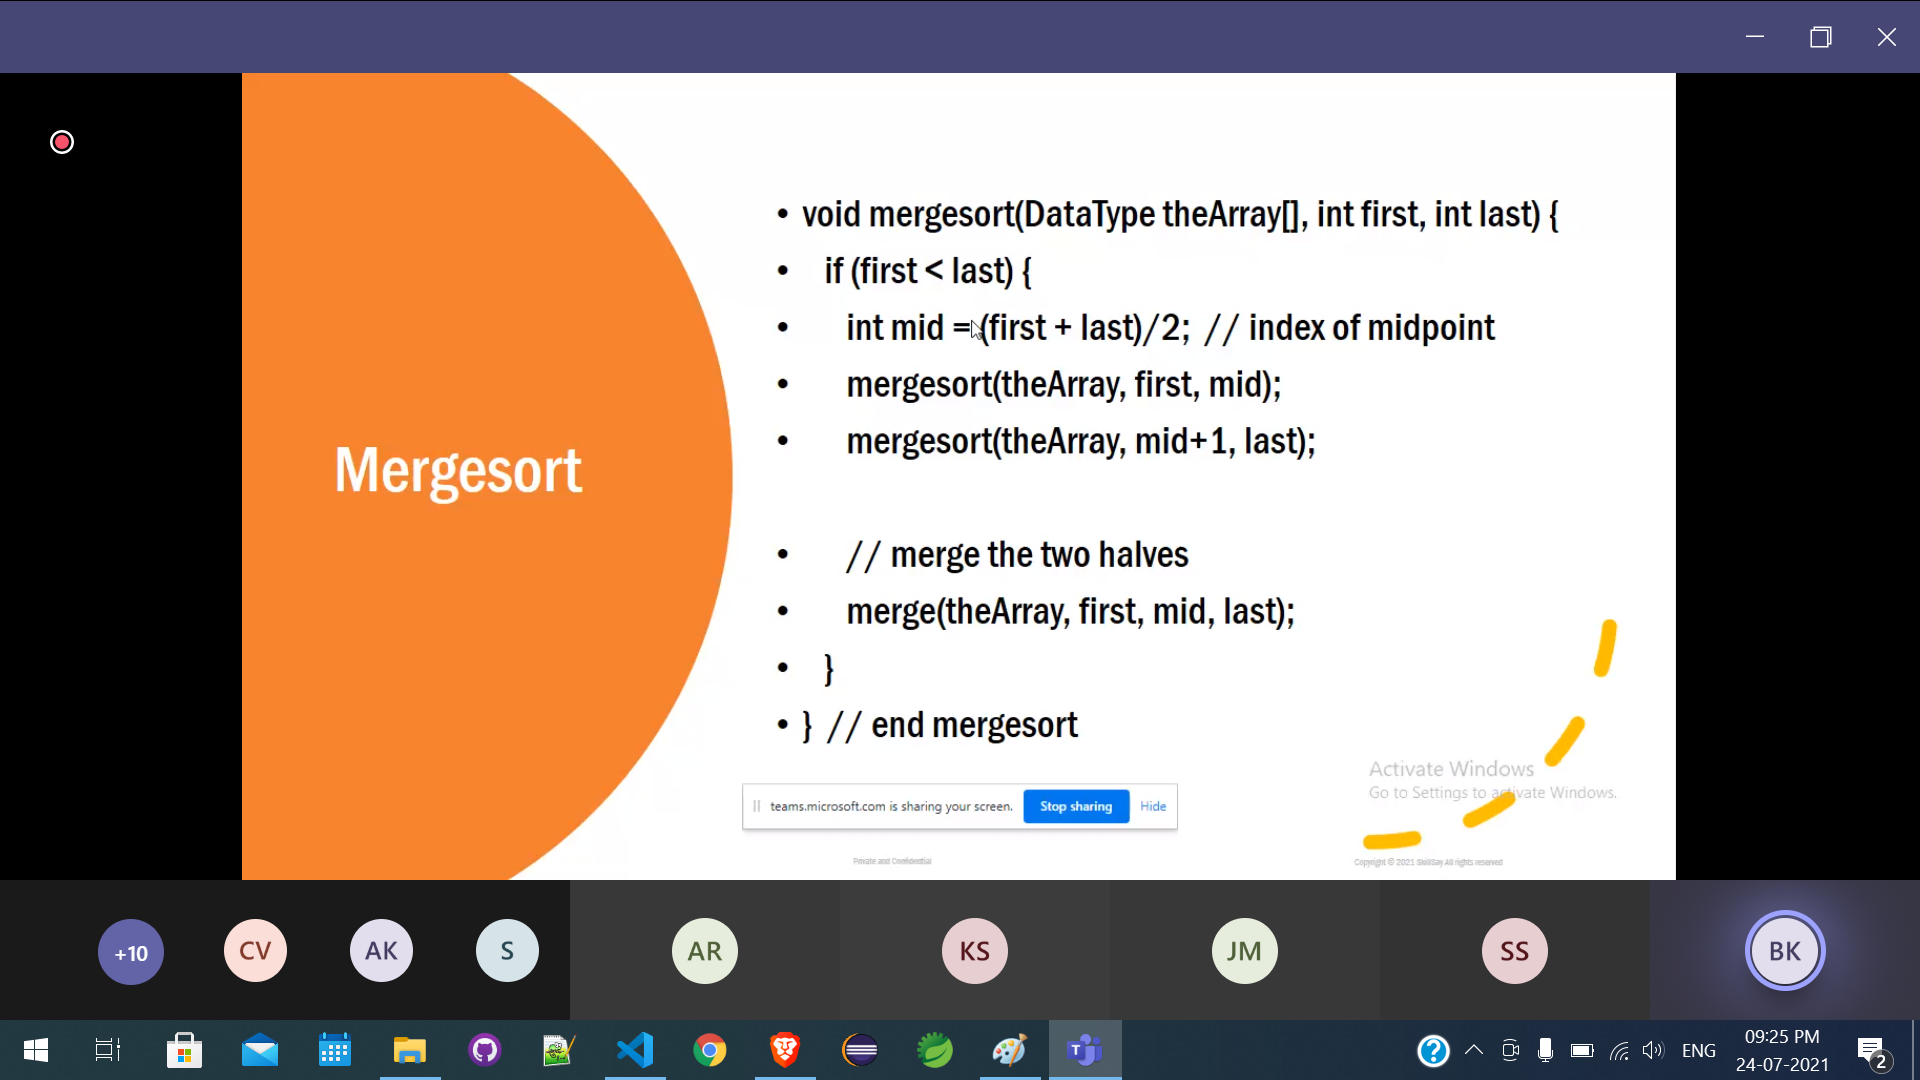 • void mergesort(DataType theArray[], int first, int last) {
• if (first < last) {
• int mid = (first + last)/2; // index of midpoint
• mergesort(theArray, first, mid);
• mergesort(theArray, mid+1, last);
Mergesort
• // merge the two halves
• merge(theArray, first, mid, last);
• }
• } // end mergesort
Activate Windows
Go to Settings to activate Windows.
teams.microsoft.com is sharing your screen. Stop sharing Hide
Private and Confidential
Copyright © 2021 SkillSay All rights reserved
+10 CV AK S AR KS JM SS BK
ENG
09:25 PM
24-07-2021
2